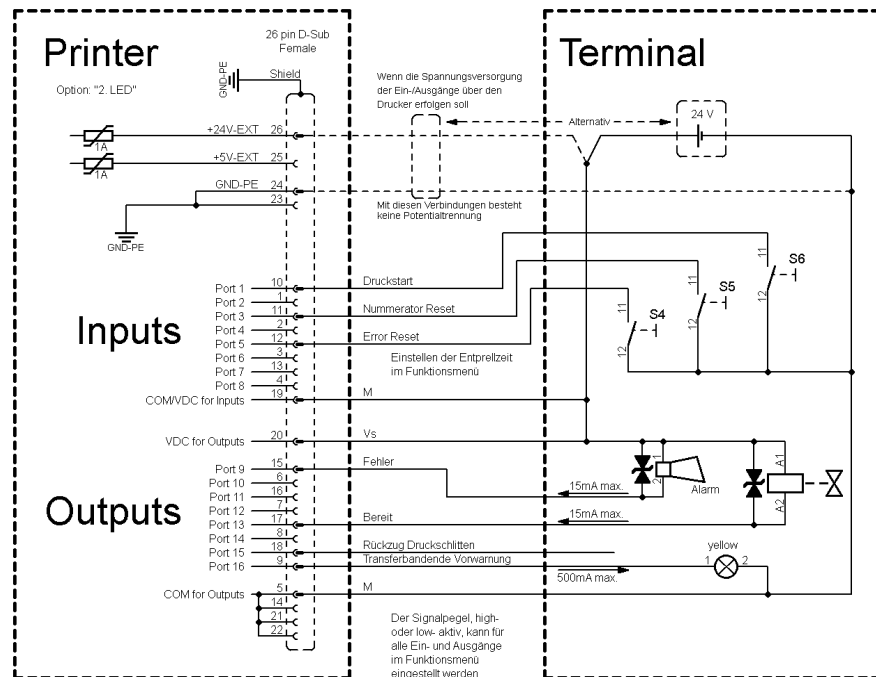 Printer
26 pin D-Sub
Female
Terminal
Option: "2. LED"
GND-PE
Shield
Wenn die Spannungsversorgung
der Ein-/Ausgänge über den
Drucker erfolgen soll
Alternativ
24 V
+24V-EXT 26
1A
+5V-EXT 25
1A
GND-PE 24
23
GND-PE
Mit diesen Verbindungen besteht
keine Potentialtrennung
Inputs
Port 1 10 Druckstart
Port 2 1
Port 3 11 Nummerator Reset
Port 4 2
Port 5 12 Error Reset
Port 6 3
Port 7 13
Port 8 4
COM/VDC for Inputs 19 M
Einstellen der Entprellzeit
im Funktionsmenü
11 S6
12
11 S5
12
11 S4
12
VDC for Outputs 20 Vs
Outputs
Port 9 15 Fehler
Port 10 6
Port 11 16
Port 12 7
Port 13 17 Bereit
Port 14 8
Port 15 18 Rückzug Druckschlitten
Port 16 9 Transferbandende Vorwarnung
15mA max.
15mA max.
500mA max.
1
2
Alarm
A1
A2
yellow
1 2
COM for Outputs 5 M
14
21
22
Der Signalpegel, high-
oder low- aktiv, kann für
alle Ein- und Ausgänge
im Funktionsmenü
eingestellt werden